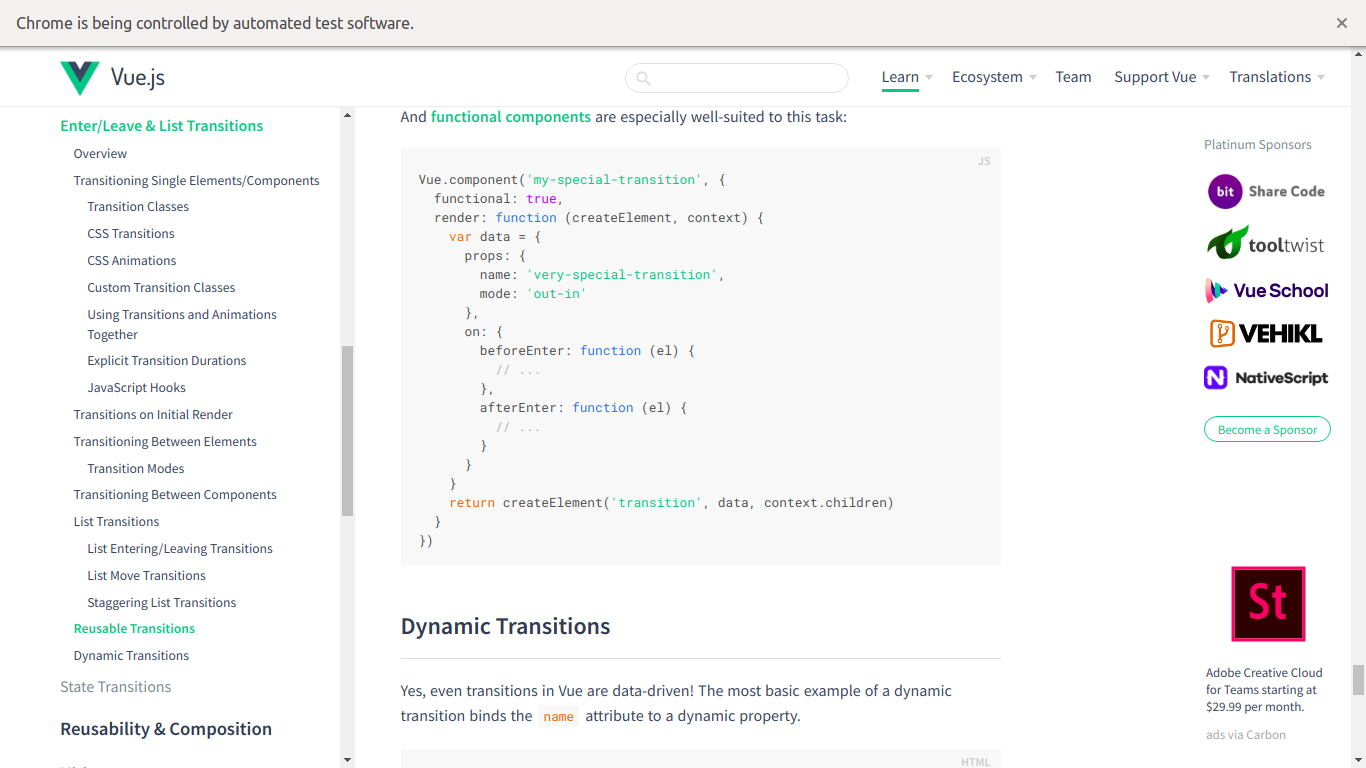 Chrome is being controlled by automated test software.
Vue.js
Learn
Ecosystem
Team
Support Vue
Translations
Enter/Leave & List Transitions
Overview
Transitioning Single Elements/Components
Transition Classes
CSS Transitions
CSS Animations
Custom Transition Classes
Using Transitions and Animations
Together
Explicit Transition Durations
JavaScript Hooks
Transitions on Initial Render
Transitioning Between Elements
Transition Modes
Transitioning Between Components
List Transitions
List Entering/Leaving Transitions
List Move Transitions
Staggering List Transitions
Reusable Transitions
Dynamic Transitions
State Transitions
Reusability & Composition
And functional components are especially well-suited to this task:
JS
Vue.component('my-special-transition', {
  functional: true,
  render: function (createElement, context) {
    var data = {
      props: {
        name: 'very-special-transition',
        mode: 'out-in'
      },
      on: {
        beforeEnter: function (el) {
          // ...
        },
        afterEnter: function (el) {
          // ...
        }
      }
    }
    return createElement('transition', data, context.children)
  }
})
Dynamic Transitions
Yes, even transitions in Vue are data-driven! The most basic example of a dynamic
transition binds the name attribute to a dynamic property.
HTML
Platinum Sponsors
bit Share Code
tooltwist
Vue School
VEHIKL
N NativeScript
Become a Sponsor
St
Adobe Creative Cloud
for Teams starting at
$29.99 per month.
ads via Carbon